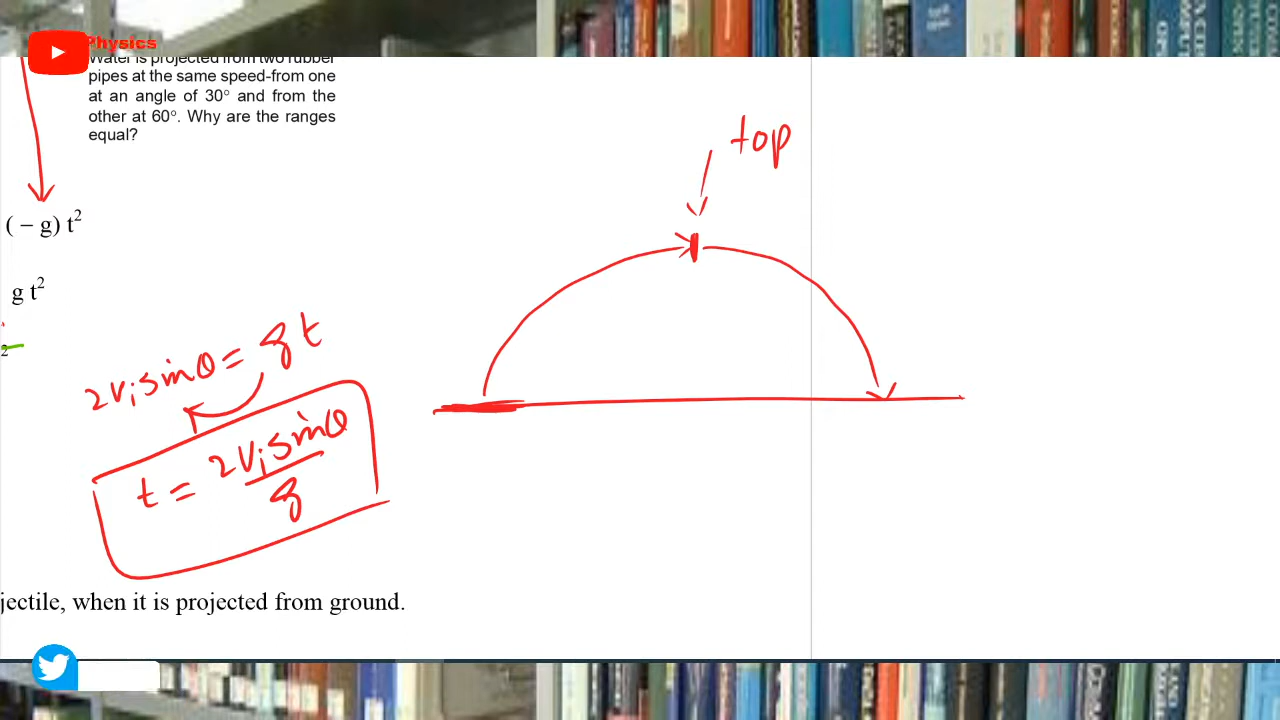 Physics
Water is projected from two rubber
pipes at the same speed-from one
at an angle of 30° and from the
other at 60°. Why are the ranges
equal?
top
( – g) t²
g t²
2
2visinθ = gt
t = 2visinθ / g
jectile, when it is projected from ground.